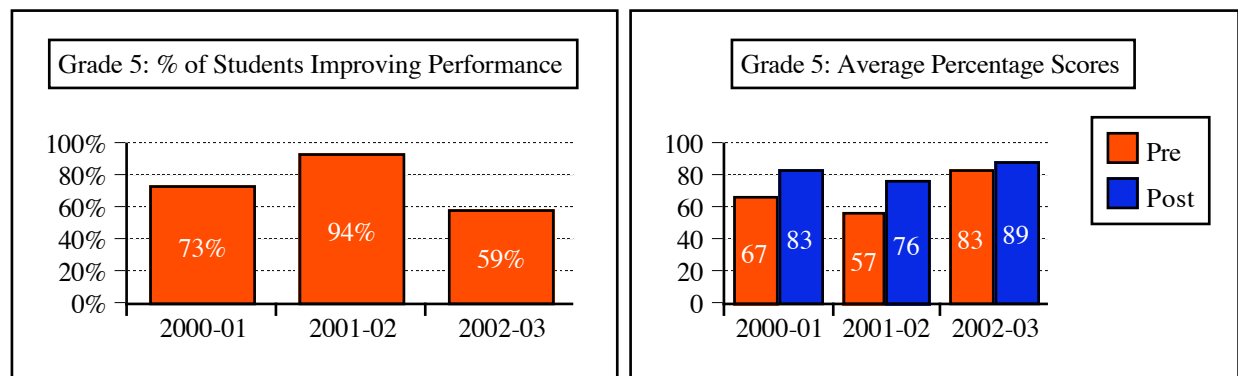 Grade 5: % of Students Improving Performance
100%
80%
60%
40%
20%
0%
73%
94%
59%
2000-01 2001-02 2002-03
Grade 5: Average Percentage Scores
100
80
60
40
20
0
67 83 57 76 83 89
2000-01 2001-02 2002-03
Pre
Post